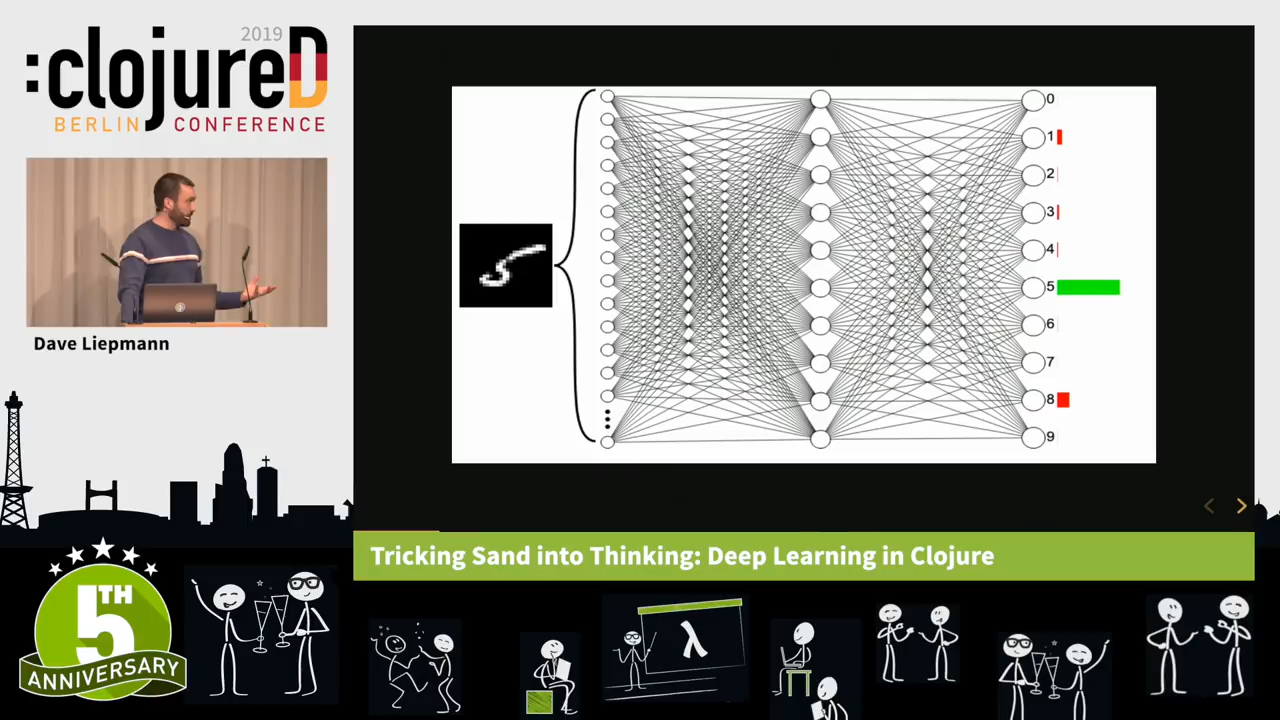 2019
:clojureD
BERLIN CONFERENCE
Dave Liepmann
0
1
2
3
4
5
6
7
8
9
Tricking Sand into Thinking: Deep Learning in Clojure
5TH
ANNIVERSARY
λ